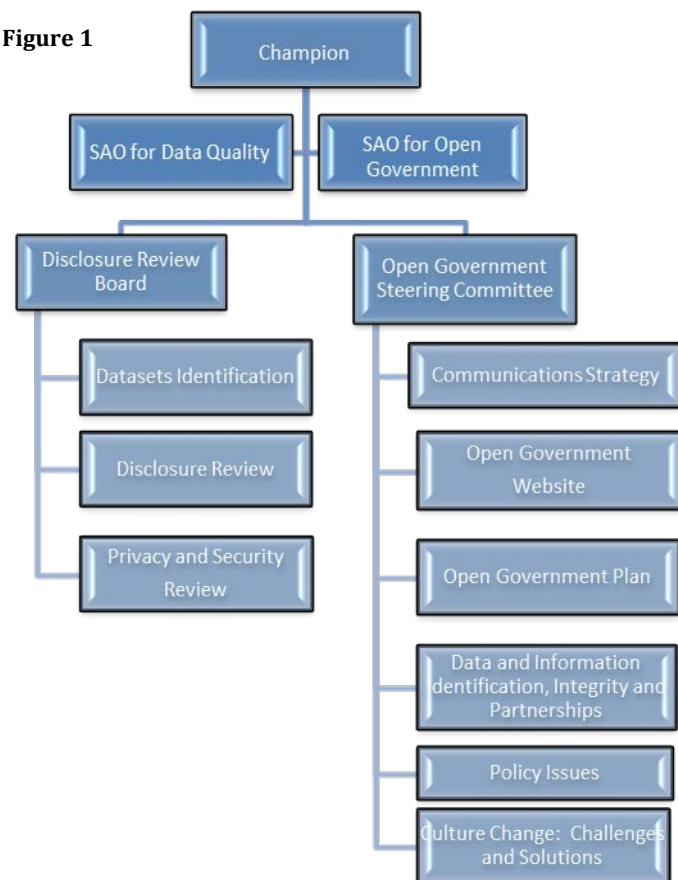 Figure 1
Champion
SAO for Data Quality
SAO for Open
Government
Disclosure Review
Board
Datasets Identification
Disclosure Review
Privacy and Security
Review
Open Government
Steering Committee
Communications Strategy
Open Government
Website
Open Government Plan
Data and Information
dentification, Integrity and
Partnerships
Policy Issues
Culture Change: Challenges
and Solutions